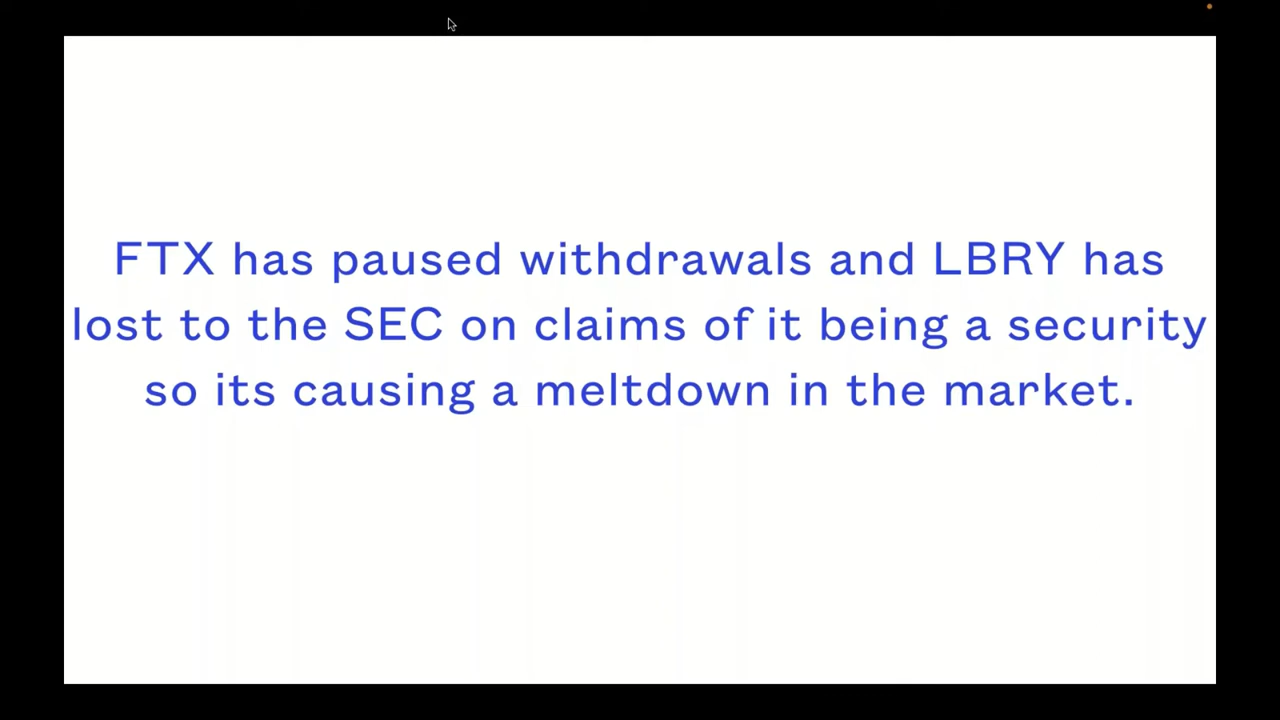 FTX has paused withdrawals and LBRY has
lost to the SEC on claims of it being a security
so its causing a meltdown in the market.